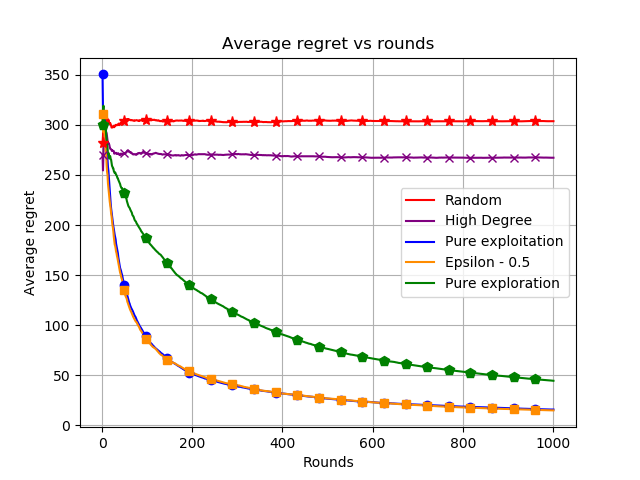 Average regret vs rounds
350
300
250
200
150
100
50
0
Average regret
Random
High Degree
Pure exploitation
Epsilon - 0.5
Pure exploration
0
200
400
600
800
1000
Rounds